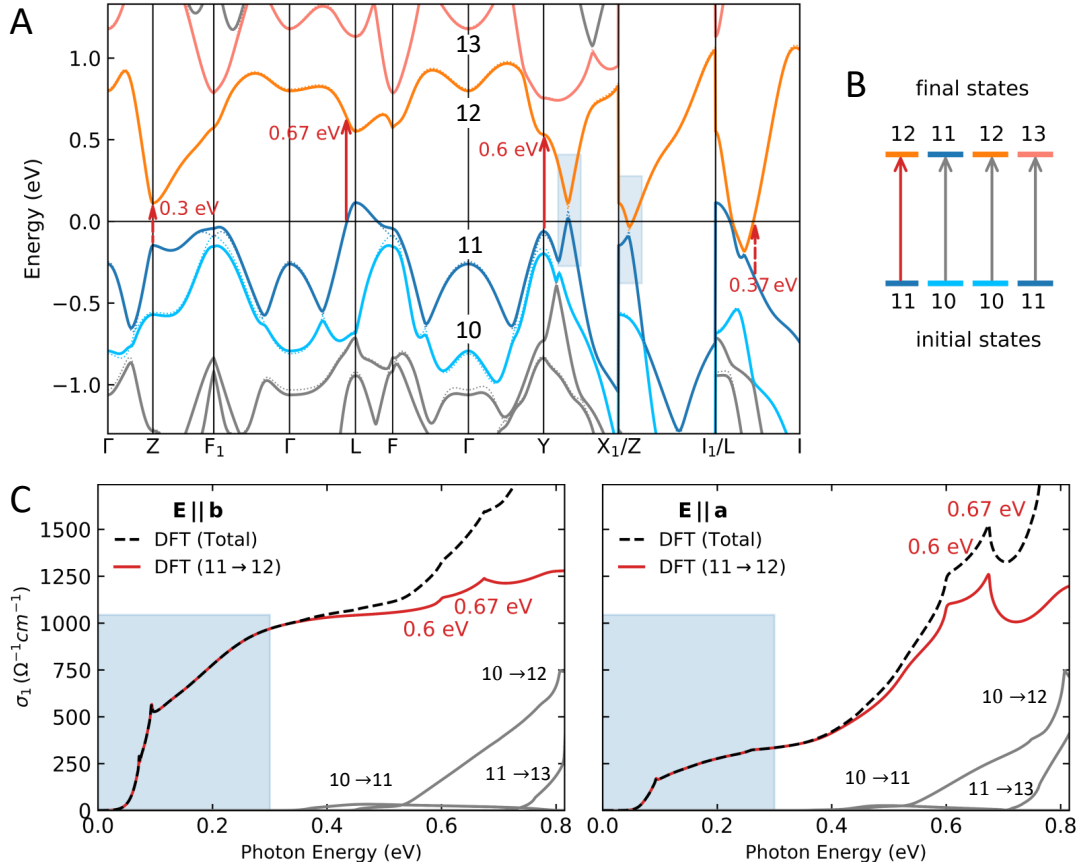 A
13
12
11
10
0.67 eV
0.6 eV
0.3 eV
0.37 eV
1.0
0.5
0.0
−0.5
−1.0
Energy (eV)
Γ Z F₁ Γ L F Γ Y X₁/Z I₁/L I
B
final states
12 11 12 13
11 10 10 11
initial states
C
E || b
DFT (Total)
DFT (11 → 12)
0.67 eV
0.6 eV
10 →12
10 →11
11 →13
1500
1250
1000
750
500
250
0
σ₁ (Ω⁻¹cm⁻¹)
0.0 0.2 0.4 0.6 0.8
Photon Energy (eV)
E || a
DFT (Total)
DFT (11 → 12)
0.67 eV
0.6 eV
10 →12
10 →11
11 →13
0.0 0.2 0.4 0.6 0.8
Photon Energy (eV)